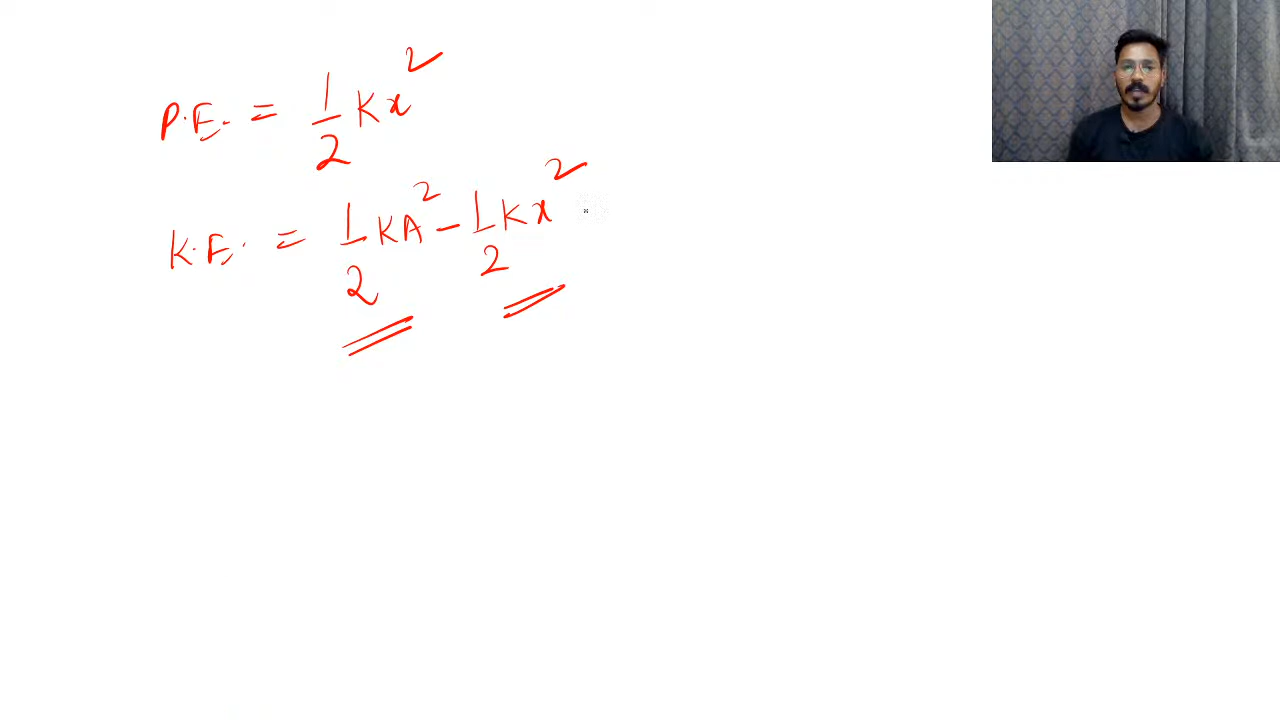 P.E. = 1/2 Kx²
K.E. = 1/2 KA² - 1/2 Kx²